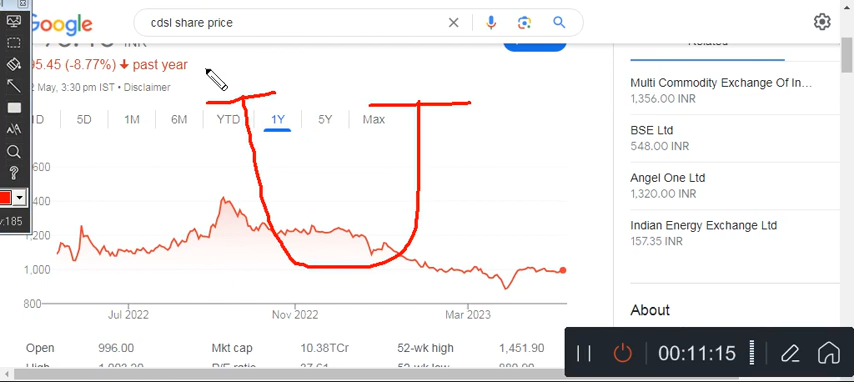 Google
cdsl share price
95.45 (-8.77%) past year
2 May, 3:30 pm IST • Disclaimer
1D 5D 1M 6M YTD 1Y 5Y Max
600
400
1,200
1,000
800
Jul 2022 Nov 2022 Mar 2023
Open 996.00 Mkt cap 10.38TCr 52-wk high 1,451.90
Related
Multi Commodity Exchange Of In...
1,356.00 INR
BSE Ltd
548.00 INR
Angel One Ltd
1,320.00 INR
Indian Energy Exchange Ltd
157.35 INR
About
AA
?
:185
00:11:15